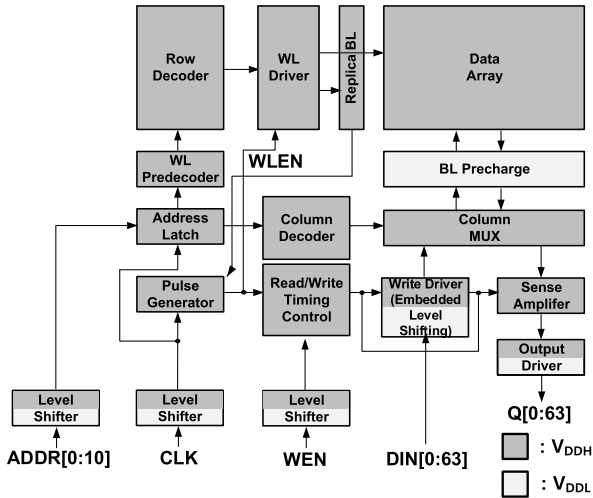 Row
Decoder
WL
Driver
Replica BL
Data
Array
WL
Predecoder
WLEN
BL Precharge
Address
Latch
Column
Decoder
Column
MUX
Pulse
Generator
Read/Write
Timing
Control
Write Driver
(Embedded
Level
Shifting)
Sense
Amplifer
Output
Driver
Level
Shifter
Level
Shifter
Level
Shifter
Q[0:63]
ADDR[0:10]
CLK
WEN
DIN[0:63]
: VDDH
: VDDL